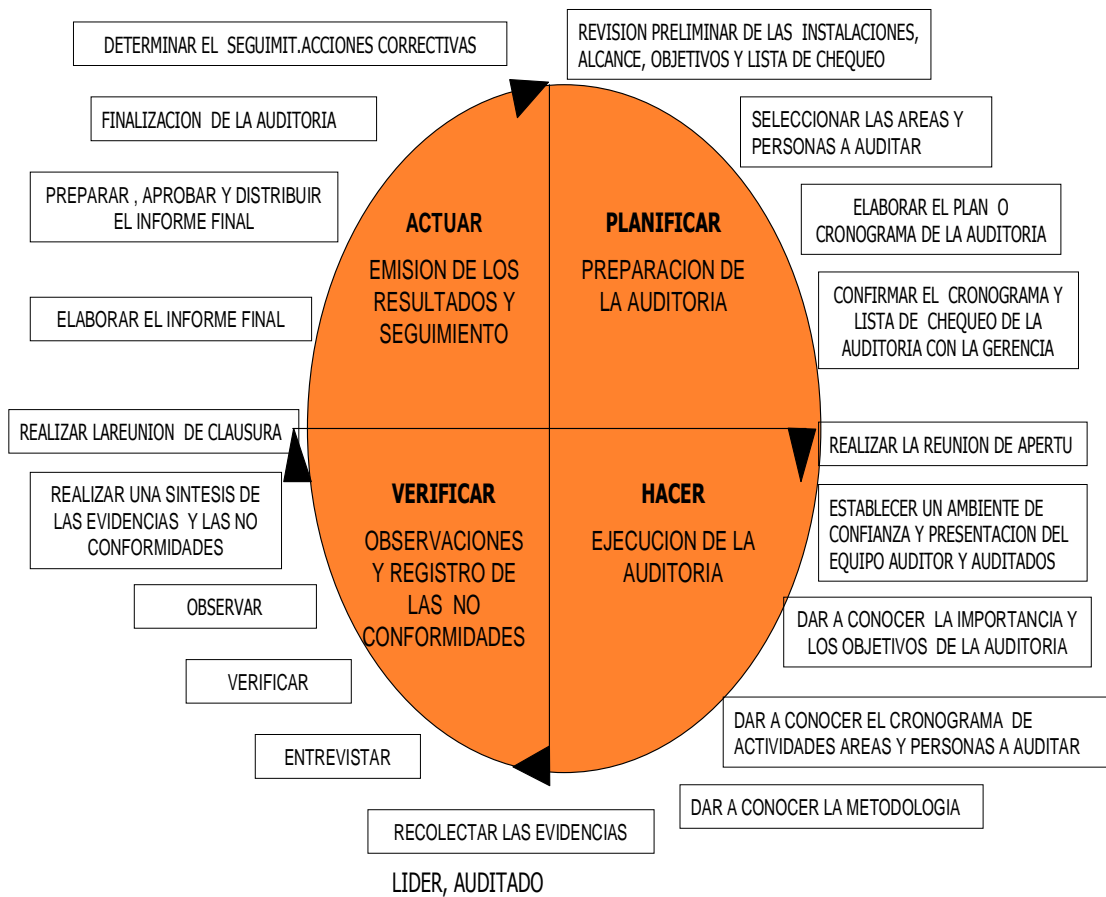 DETERMINAR EL SEGUIMIT.ACCIONES CORRECTIVAS
REVISION PRELIMINAR DE LAS INSTALACIONES,
ALCANCE, OBJETIVOS Y LISTA DE CHEQUEO
FINALIZACION DE LA AUDITORIA
SELECCIONAR LAS AREAS Y
PERSONAS A AUDITAR
PREPARAR , APROBAR Y DISTRIBUIR
EL INFORME FINAL
ELABORAR EL PLAN O
CRONOGRAMA DE LA AUDITORIA
ACTUAR
EMISION DE LOS
RESULTADOS Y
SEGUIMIENTO
PLANIFICAR
PREPARACION DE
LA AUDITORIA
ELABORAR EL INFORME FINAL
CONFIRMAR EL CRONOGRAMA Y
LISTA DE CHEQUEO DE LA
AUDITORIA CON LA GERENCIA
REALIZAR LAREUNION DE CLAUSURA
REALIZAR LA REUNION DE APERTU
REALIZAR UNA SINTESIS DE
LAS EVIDENCIAS Y LAS NO
CONFORMIDADES
VERIFICAR
OBSERVACIONES
Y REGISTRO DE
LAS NO
CONFORMIDADES
HACER
EJECUCION DE LA
AUDITORIA
ESTABLECER UN AMBIENTE DE
CONFIANZA Y PRESENTACION DEL
EQUIPO AUDITOR Y AUDITADOS
OBSERVAR
DAR A CONOCER LA IMPORTANCIA Y
LOS OBJETIVOS DE LA AUDITORIA
VERIFICAR
DAR A CONOCER EL CRONOGRAMA DE
ACTIVIDADES AREAS Y PERSONAS A AUDITAR
ENTREVISTAR
DAR A CONOCER LA METODOLOGIA
RECOLECTAR LAS EVIDENCIAS
LIDER, AUDITADO